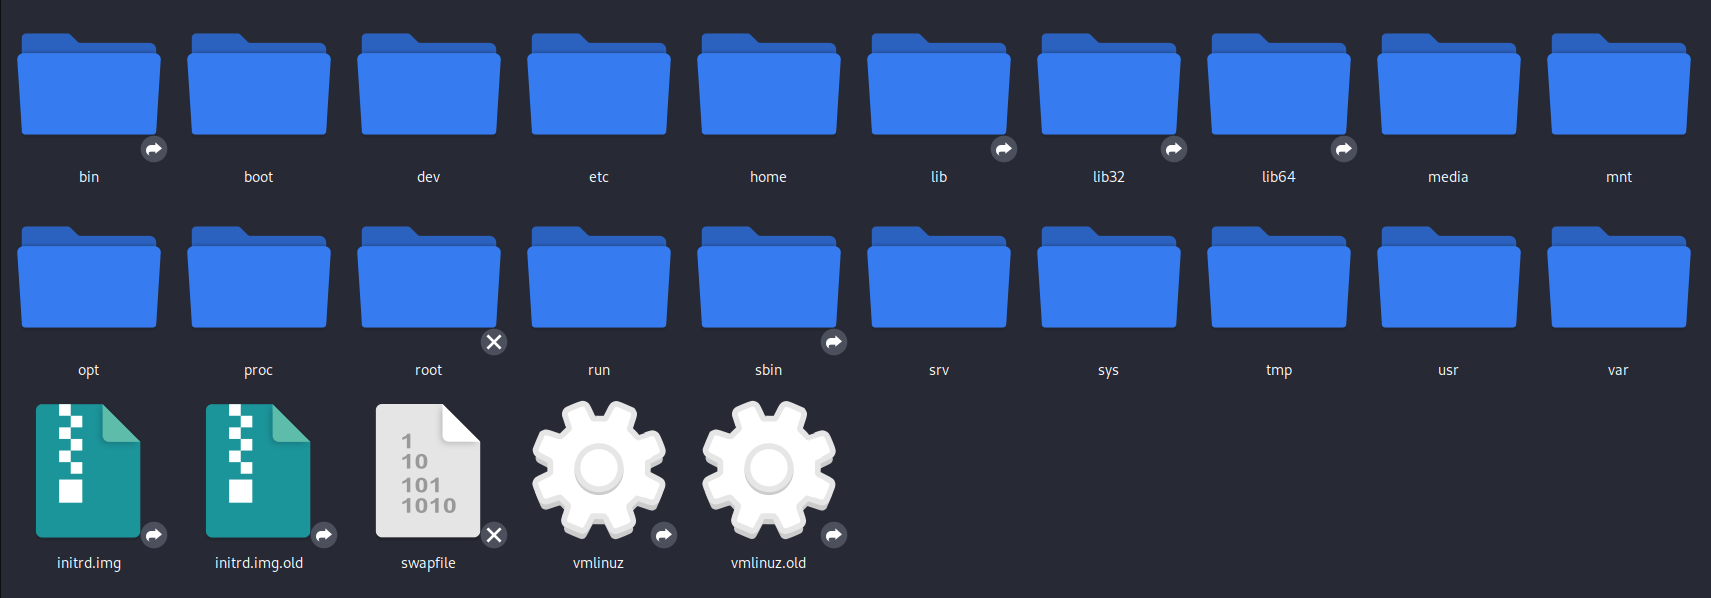 bin boot dev etc home lib lib32 lib64 media mnt
opt proc root run sbin srv sys tmp usr var
1
10
101
1010
initrd.img initrd.img.old swapfile vmlinuz vmlinuz.old